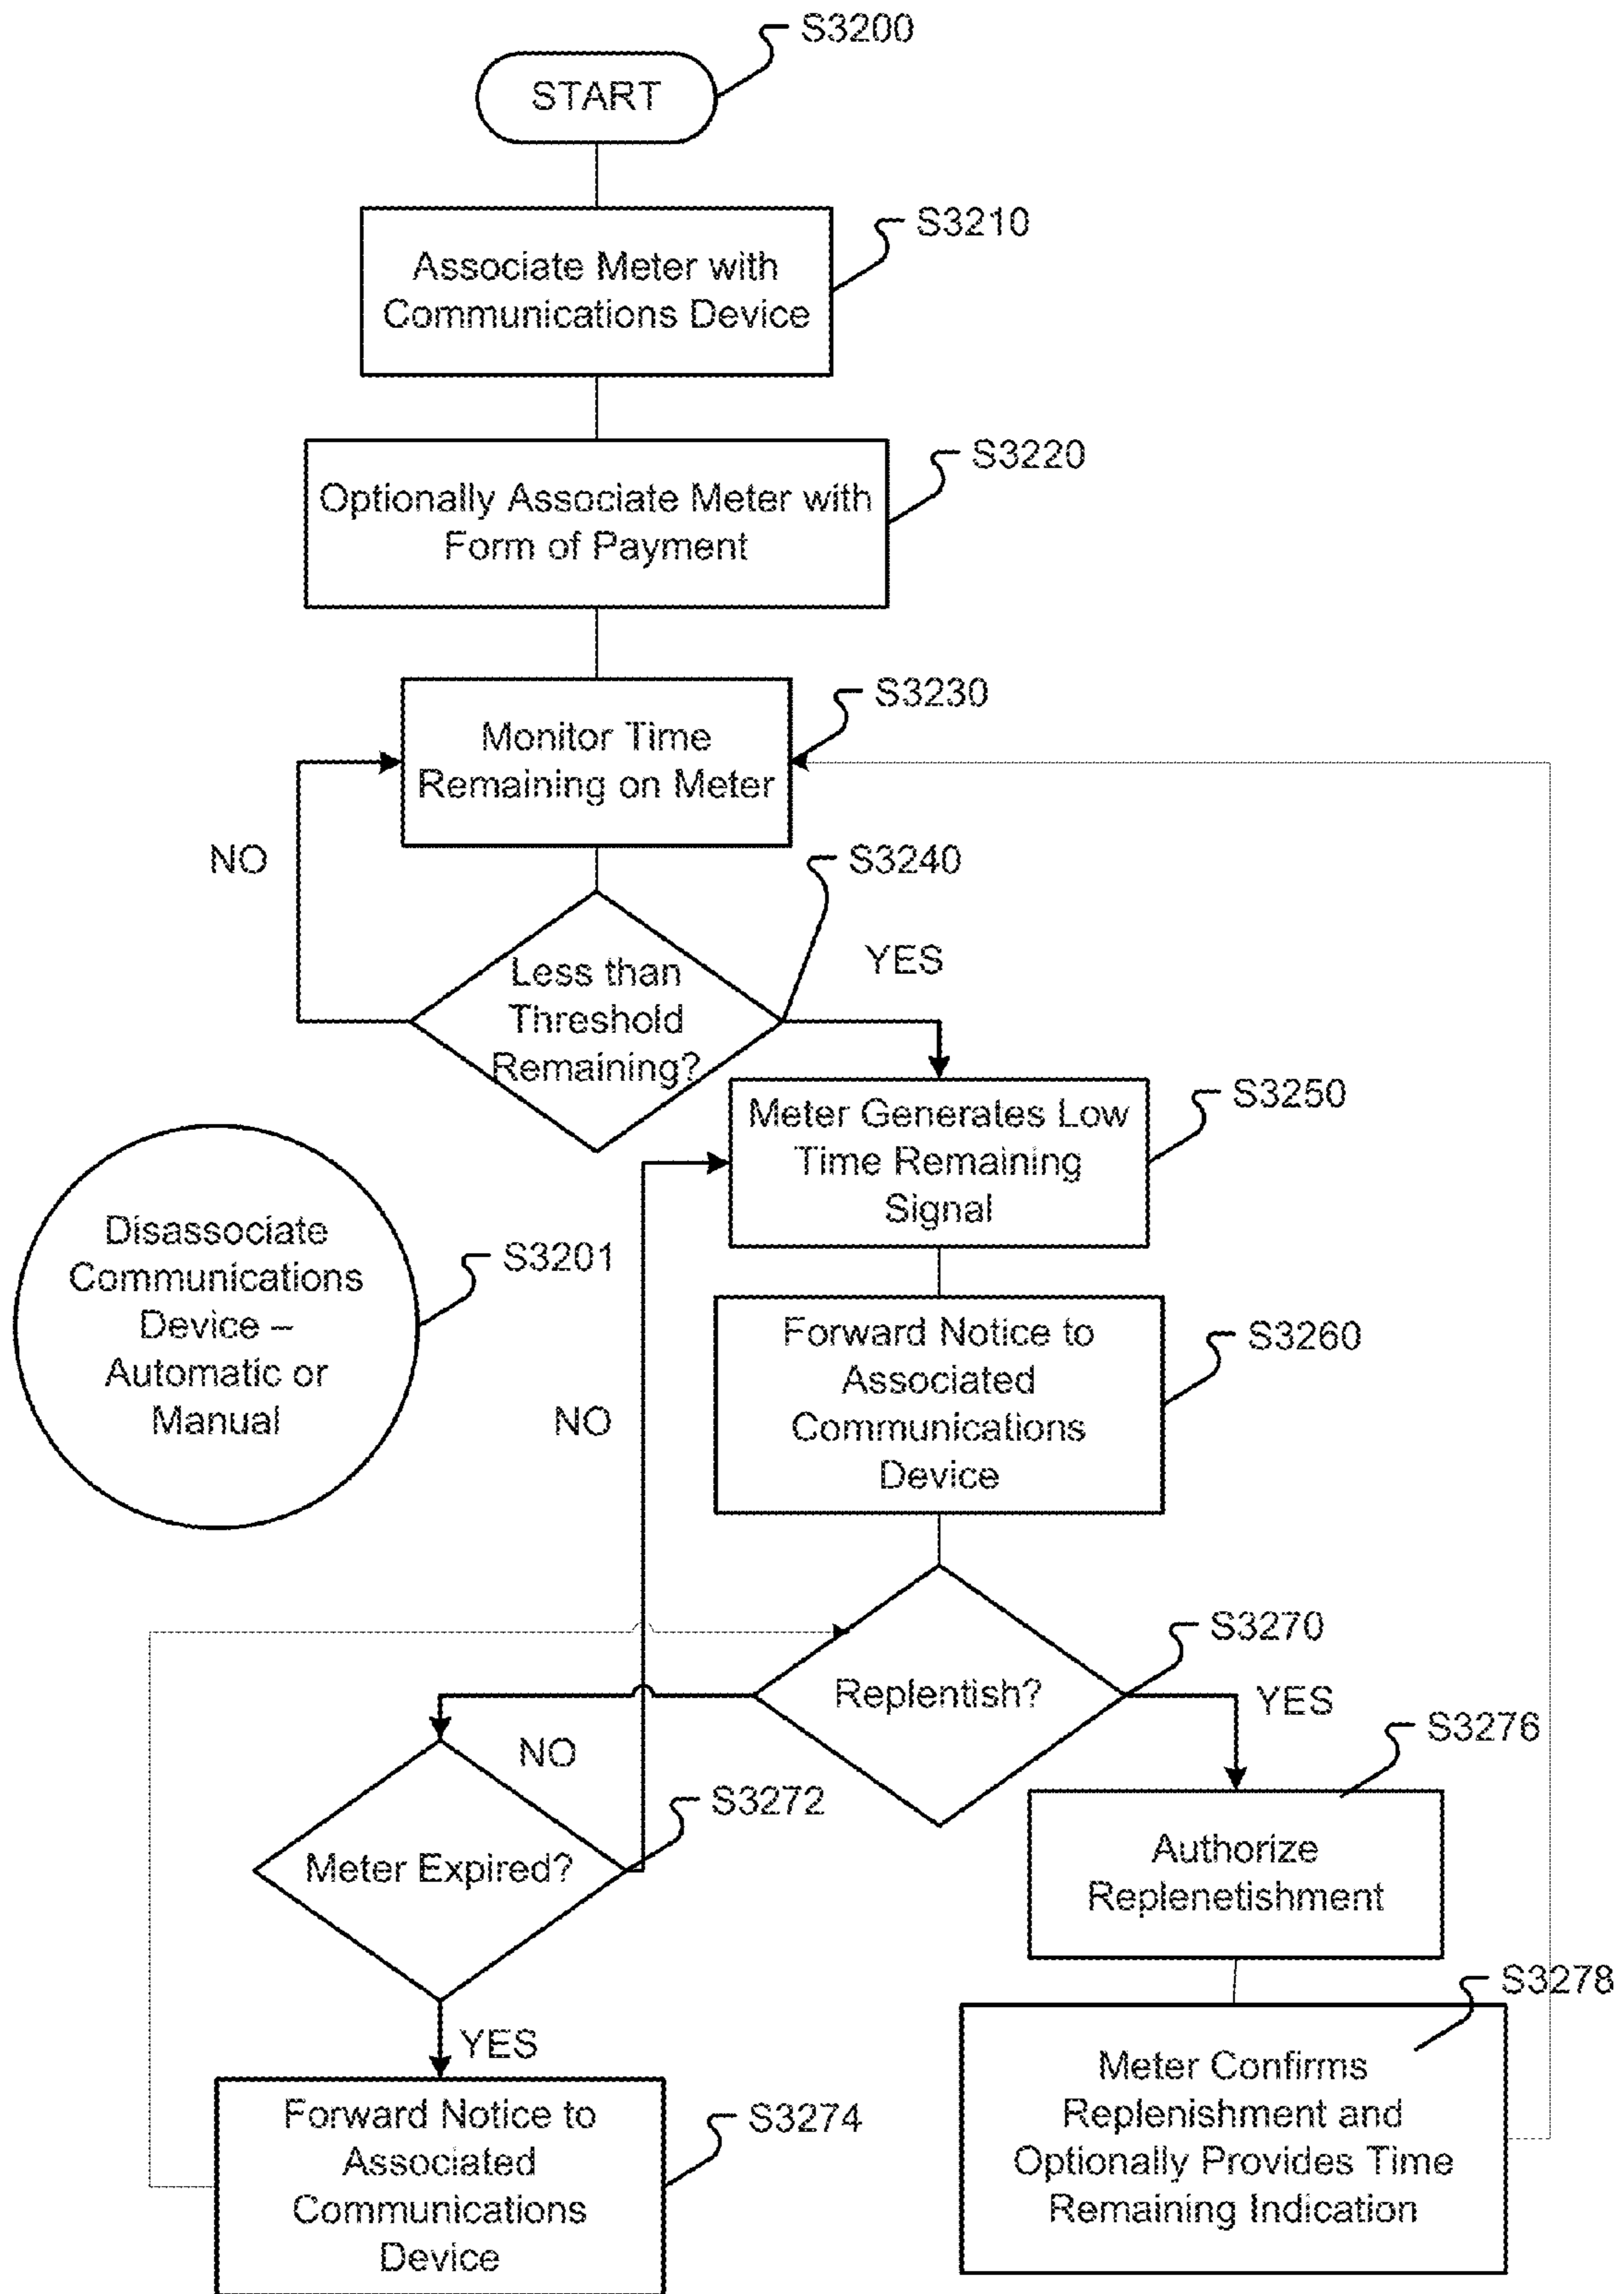 S3200
START
S3210
Associate Meter with
Communications Device
S3220
Optionally Associate Meter with
Form of Payment
S3230
Monitor Time
Remaining on Meter
NO
S3240
YES
Less than
Threshold
Remaining?
S3250
Meter Generates Low
Time Remaining
Signal
Disassociate
Communications
Device –
Automatic or
Manual
S3201
S3260
Forward Notice to
Associated
Communications
Device
NO
S3270
Replentish?
YES
S3276
NO
S3272
Meter Expired?
Authorize
Replenetishment
S3278
YES
Meter Confirms
Replenishment and
Optionally Provides Time
Remaining Indication
S3274
Forward Notice to
Associated
Communications
Device